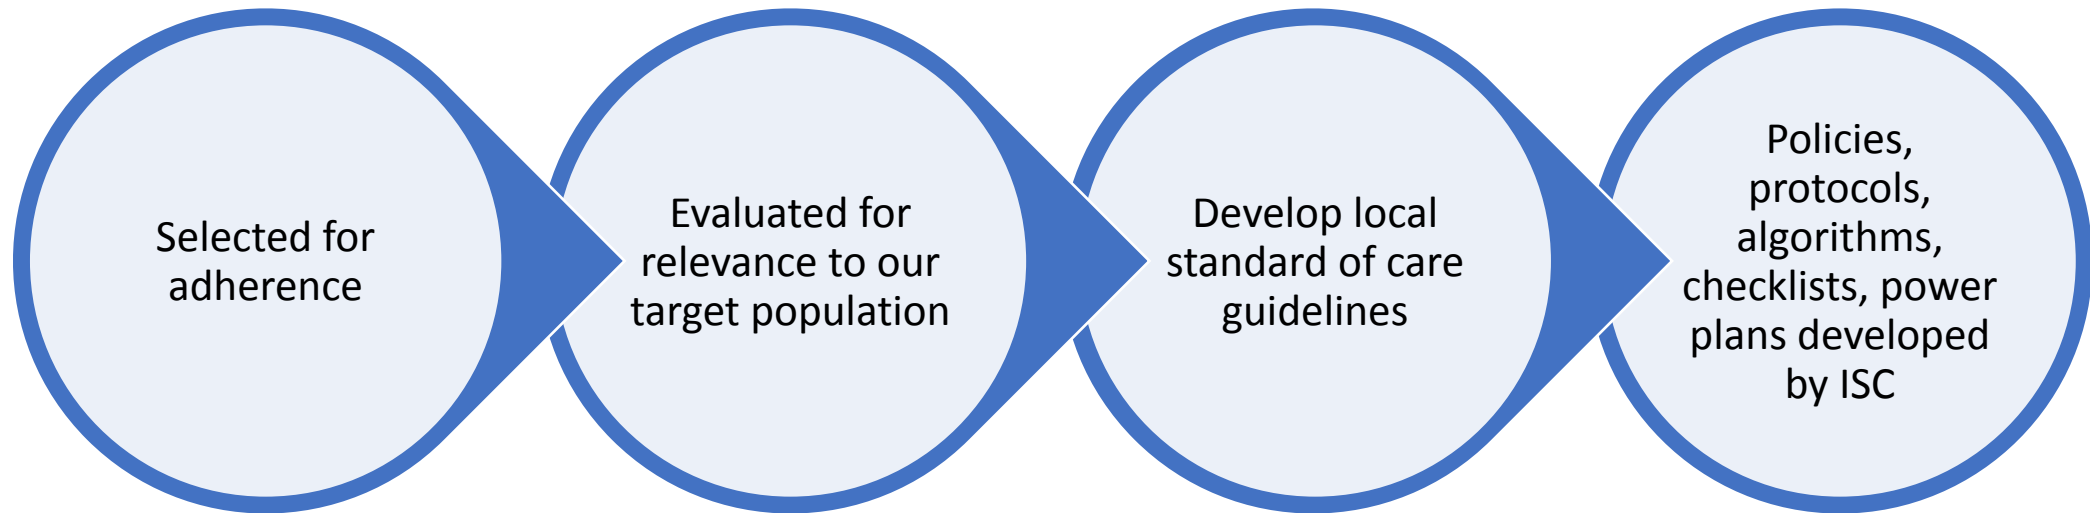 Selected for
adherence
Evaluated for
relevance to our
target population
Develop local
standard of care
guidelines
Policies,
protocols,
algorithms,
checklists, power
plans developed
by ISC